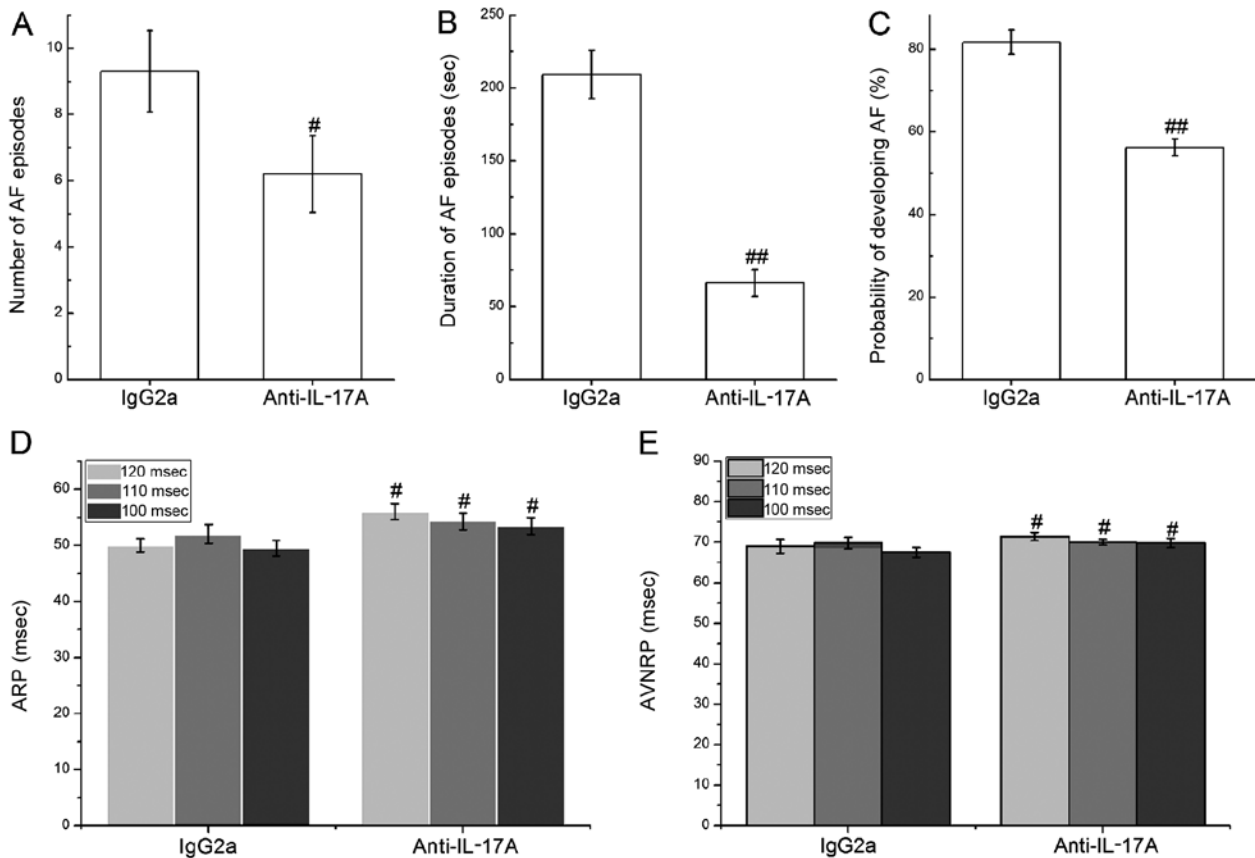 A
Number of AF episodes
10
8
6
4
2
0
#
IgG2a
Anti-IL-17A
B
Duration of AF episodes (sec)
250
200
150
100
50
0
##
IgG2a
Anti-IL-17A
C
Probability of developing AF (%)
80
60
40
20
0
##
IgG2a
Anti-IL-17A
D
ARP (msec)
120 msec
110 msec
100 msec
60
50
40
30
20
10
0
# # #
IgG2a
Anti-IL-17A
E
AVNRP (msec)
120 msec
110 msec
100 msec
90
80
70
60
50
40
30
20
10
0
# # #
IgG2a
Anti-IL-17A